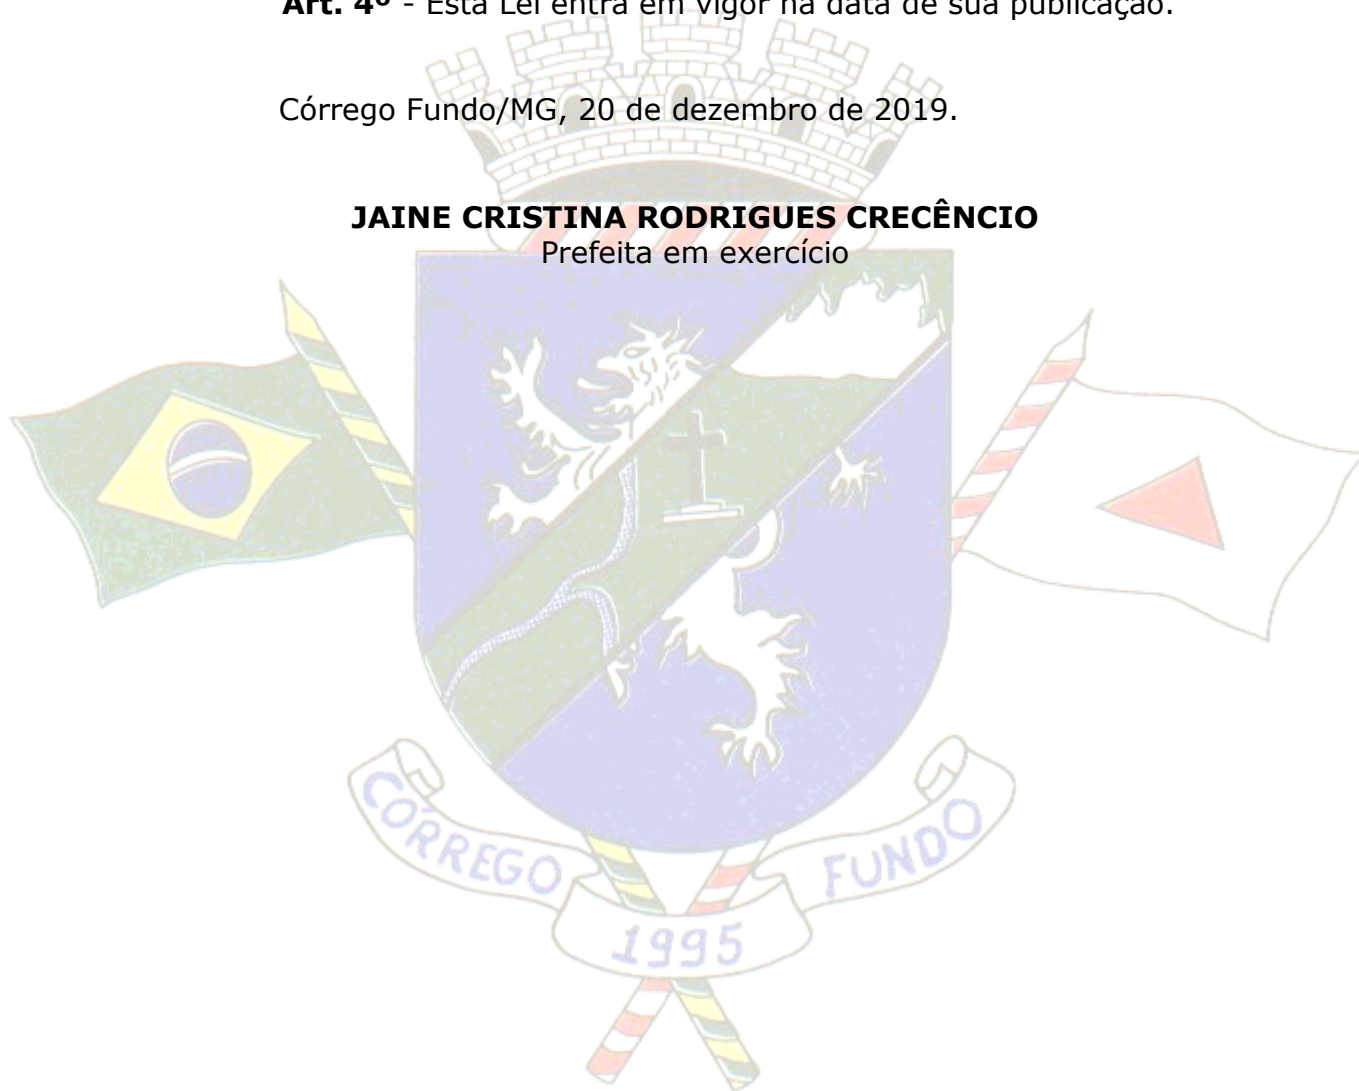 Art. 4º - Esta Lei entra em vigor na data de sua publicação.
Córrego Fundo/MG, 20 de dezembro de 2019.
JAINE CRISTINA RODRIGUES CRECÊNCIO
Prefeita em exercício
CÓRREGO FUNDO
1995